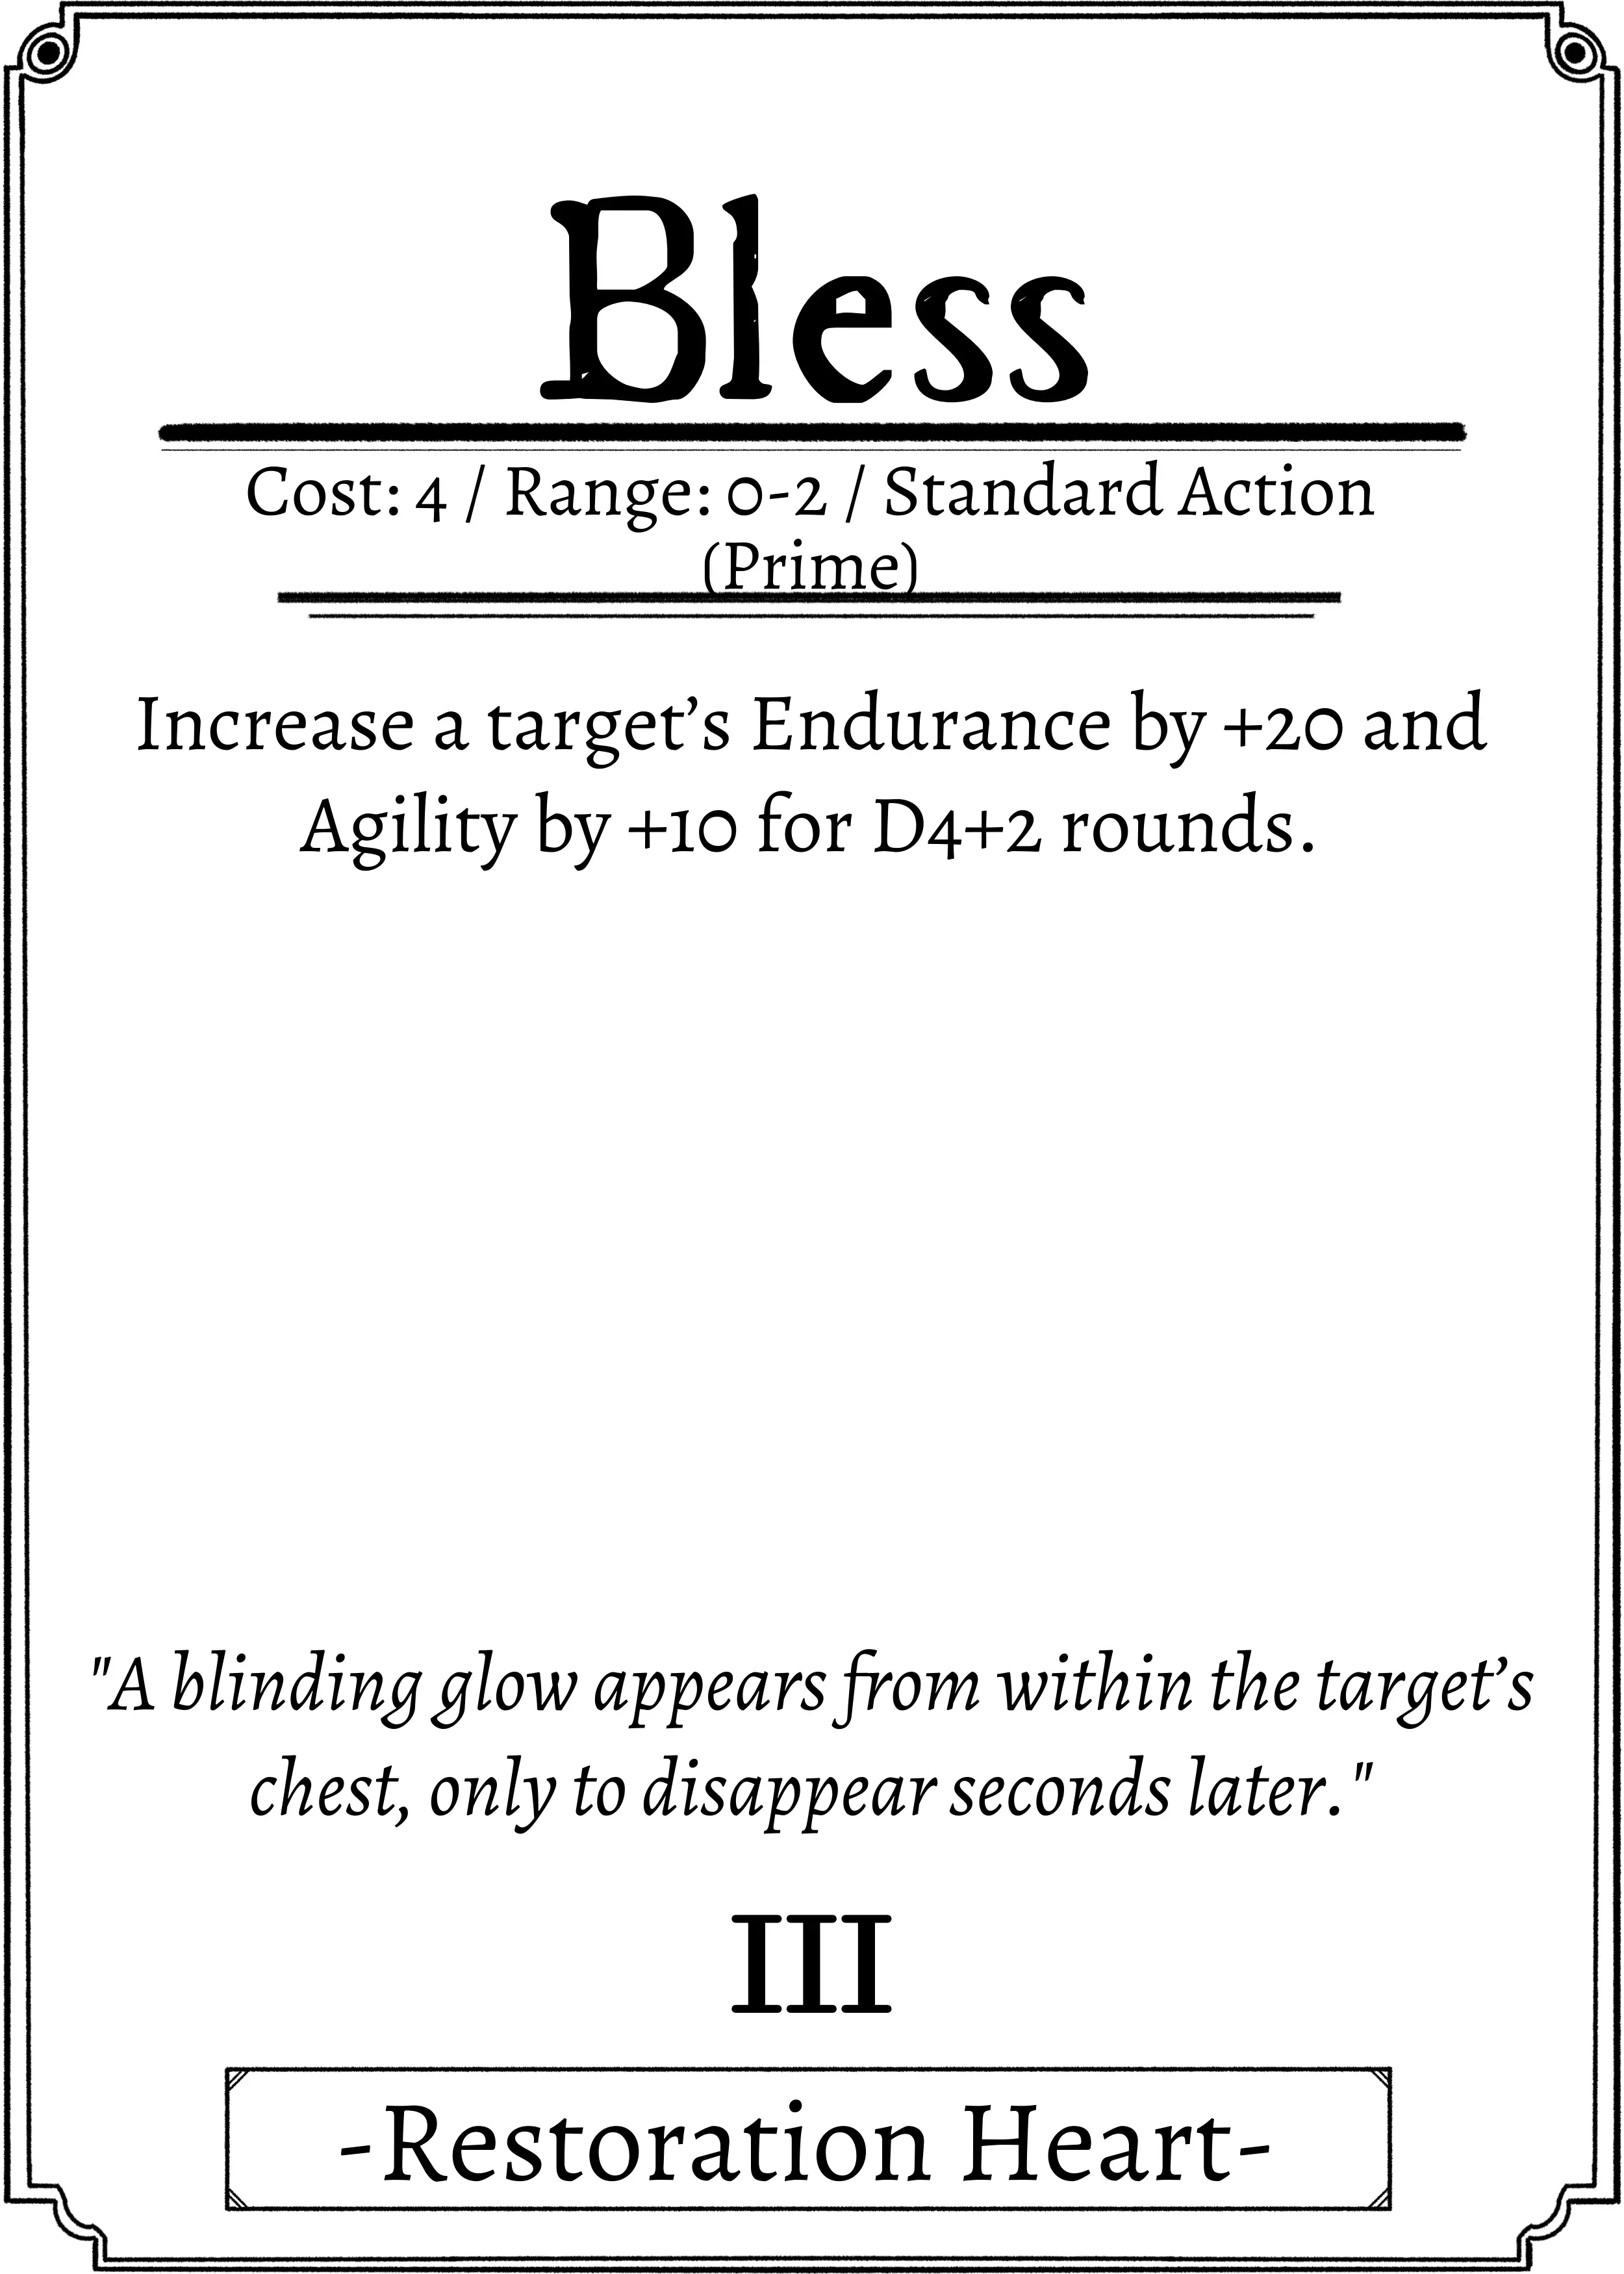 Bless
Cost: 4 / Range: 0-2 / Standard Action
(Prime)
Increase a target’s Endurance by +20 and
Agility by +10 for D4+2 rounds.
"A blinding glow appears from within the target’s
chest, only to disappear seconds later."
III
-Restoration Heart-